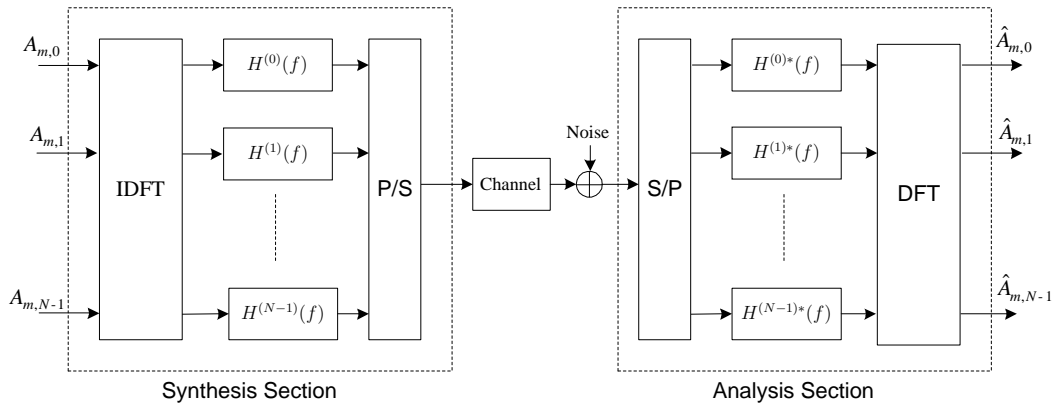 A_{m,0}
A_{m,1}
A_{m,N-1}
IDFT
H^{(0)}(f)
H^{(1)}(f)
H^{(N-1)}(f)
P/S
Synthesis Section
Channel
Noise
S/P
H^{(0)*}(f)
H^{(1)*}(f)
H^{(N-1)*}(f)
DFT
Â_{m,0}
Â_{m,1}
Â_{m,N-1}
Analysis Section